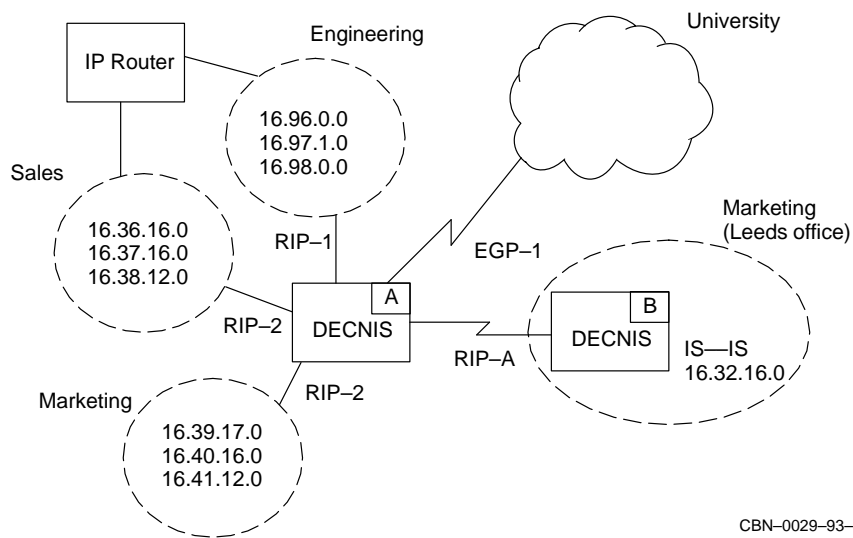 University
Engineering
IP Router
16.96.0.0
16.97.1.0
16.98.0.0
Sales
16.36.16.0
16.37.16.0
16.38.12.0
RIP–1
EGP–1
Marketing
(Leeds office)
A
DECNIS
RIP–2
RIP–A
B
DECNIS
IS—IS
16.32.16.0
RIP–2
Marketing
16.39.17.0
16.40.16.0
16.41.12.0
CBN–0029–93–